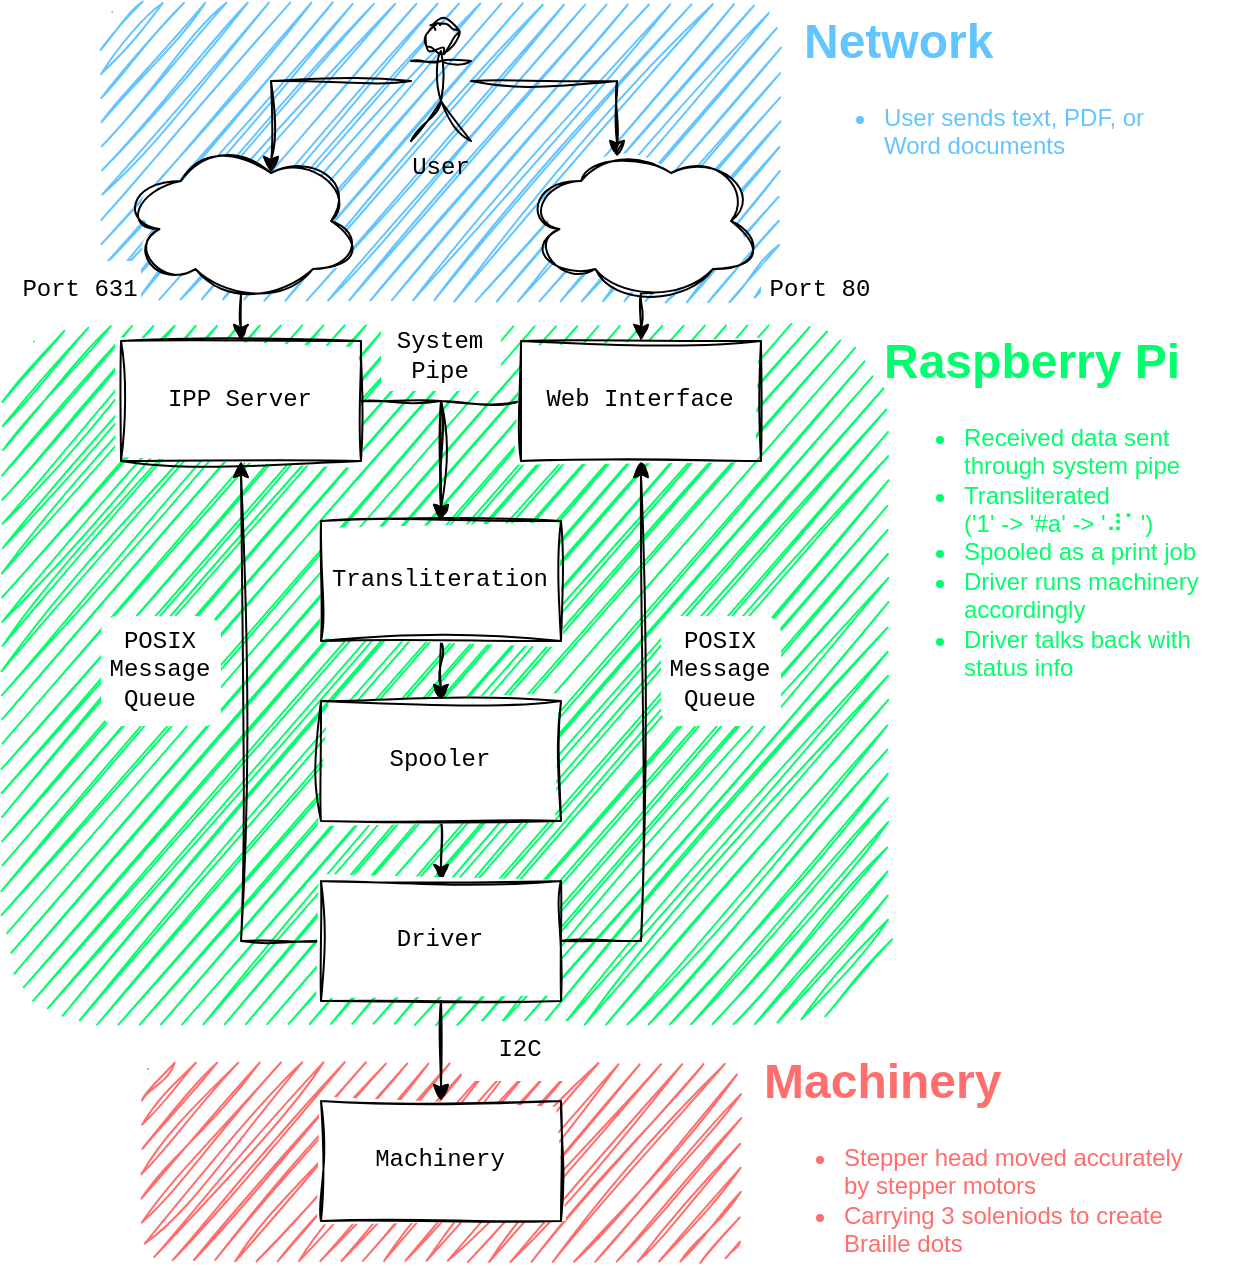 Network
User sends text, PDF, or
Word documents
User
Port 631
Port 80
System
Pipe
IPP Server
Web Interface
Raspberry Pi
Received data sent
through system pipe
Transliterated
('1' -> '#a' -> '⠼⠁')
Spooled as a print job
Driver runs machinery
accordingly
Driver talks back with
status info
Transliteration
POSIX
Message
Queue
POSIX
Message
Queue
Spooler
Driver
I2C
Machinery
Machinery
Stepper head moved accurately
by stepper motors
Carrying 3 soleniods to create
Braille dots